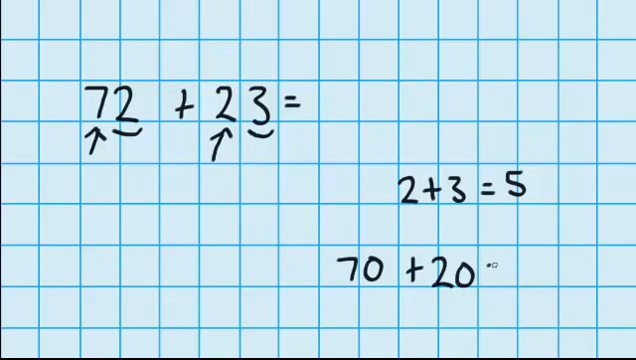 72 + 23 =
2+3 = 5
70 + 20